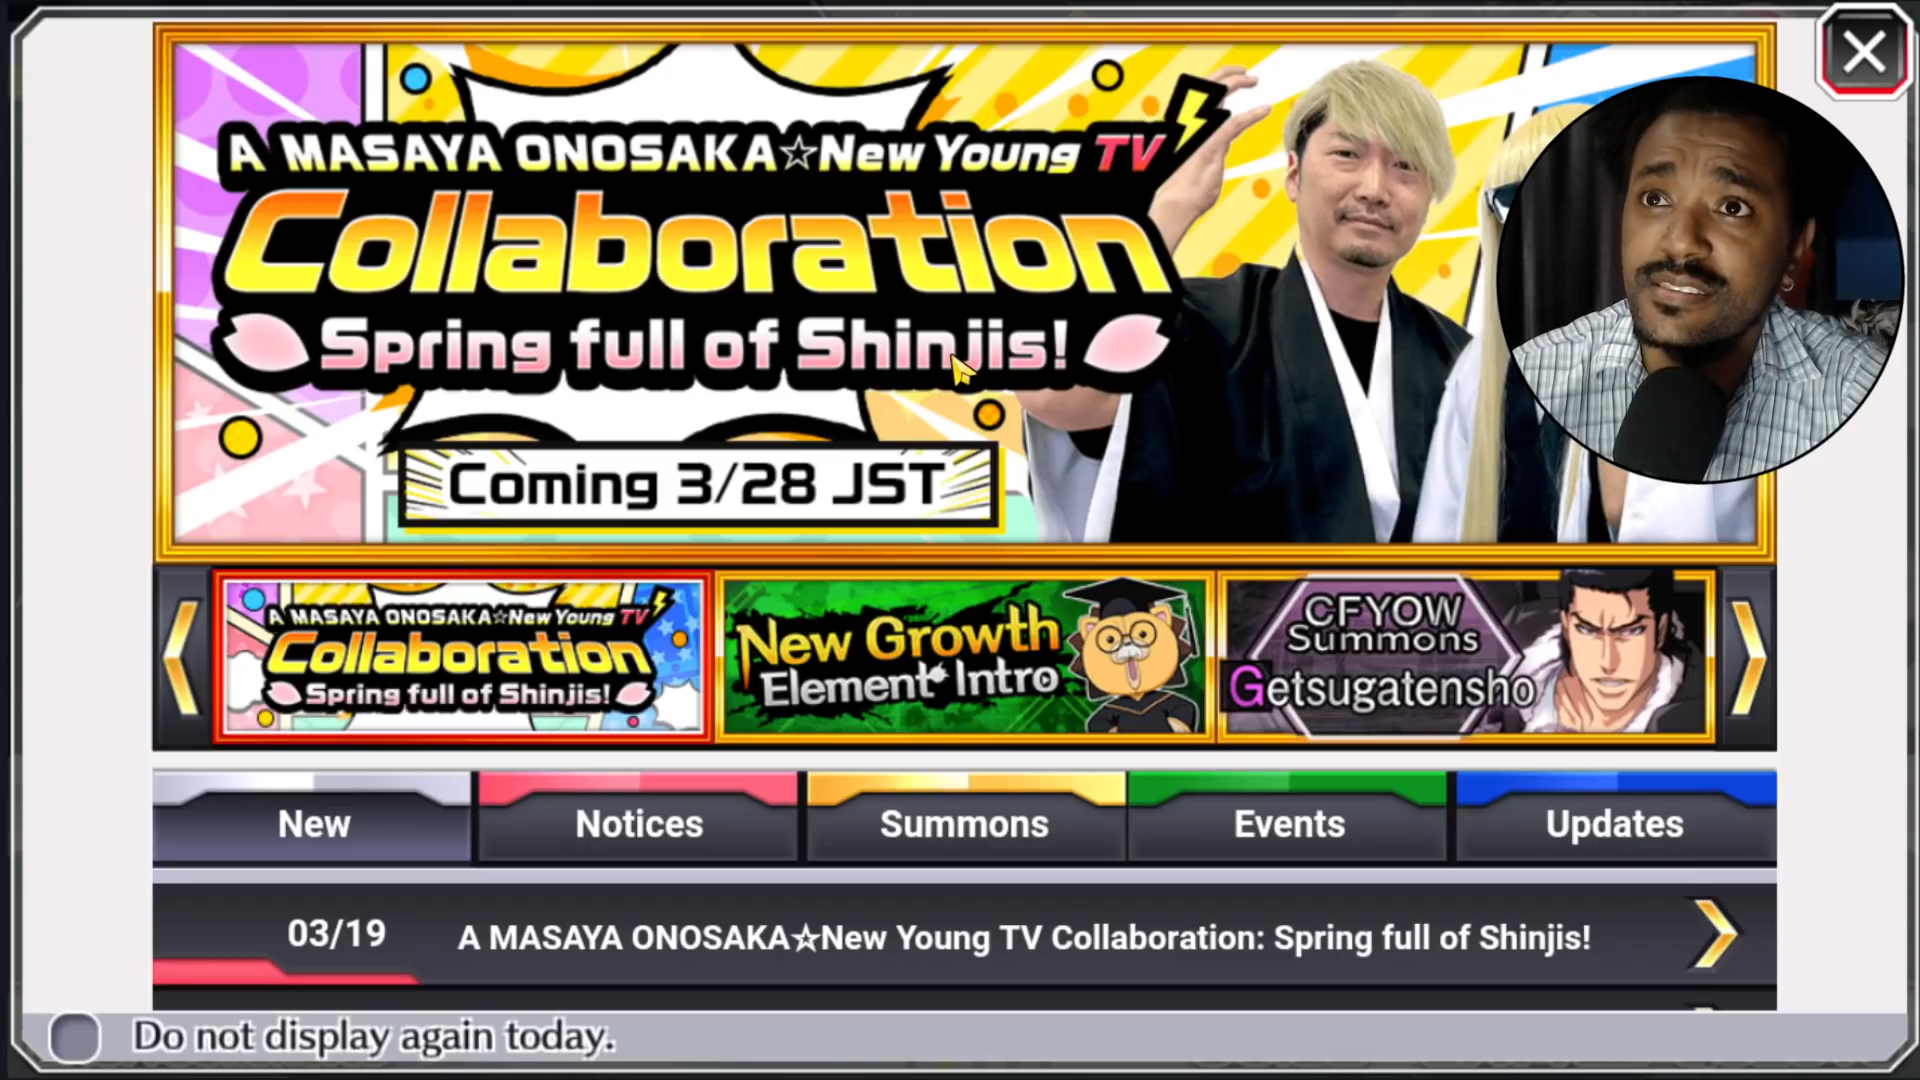 A MASAYA ONOSAKA☆New Young TV
Collaboration
Spring full of Shinjis!
Coming 3/28 JST
A MASAYA ONOSAKA☆New Young TV
Collaboration
Spring full of Shinjis!
New Growth
Element Intro
CFYOW
Summons
Getsugatensho
New
Notices
Summons
Events
Updates
03/19
A MASAYA ONOSAKA☆New Young TV Collaboration: Spring full of Shinjis!
Do not display again today.